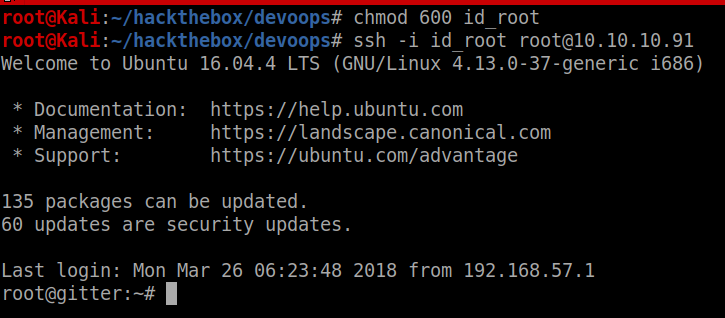 root@Kali:~/hackthebox/devoops# chmod 600 id_root
root@Kali:~/hackthebox/devoops# ssh -i id_root root@10.10.10.91
Welcome to Ubuntu 16.04.4 LTS (GNU/Linux 4.13.0-37-generic i686)

 * Documentation:  https://help.ubuntu.com
 * Management:     https://landscape.canonical.com
 * Support:        https://ubuntu.com/advantage

135 packages can be updated.
60 updates are security updates.

Last login: Mon Mar 26 06:23:48 2018 from 192.168.57.1
root@gitter:~#